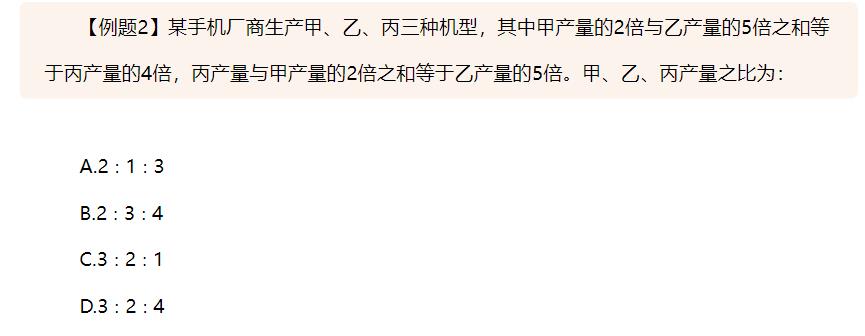 【例题2】某手机厂商生产甲、乙、丙三种机型，其中甲产量的2倍与乙产量的5倍之和等
于丙产量的4倍，丙产量与甲产量的2倍之和等于乙产量的5倍。甲、乙、丙产量之比为：
A.2：1：3
B.2：3：4
C.3：2：1
D.3：2：4